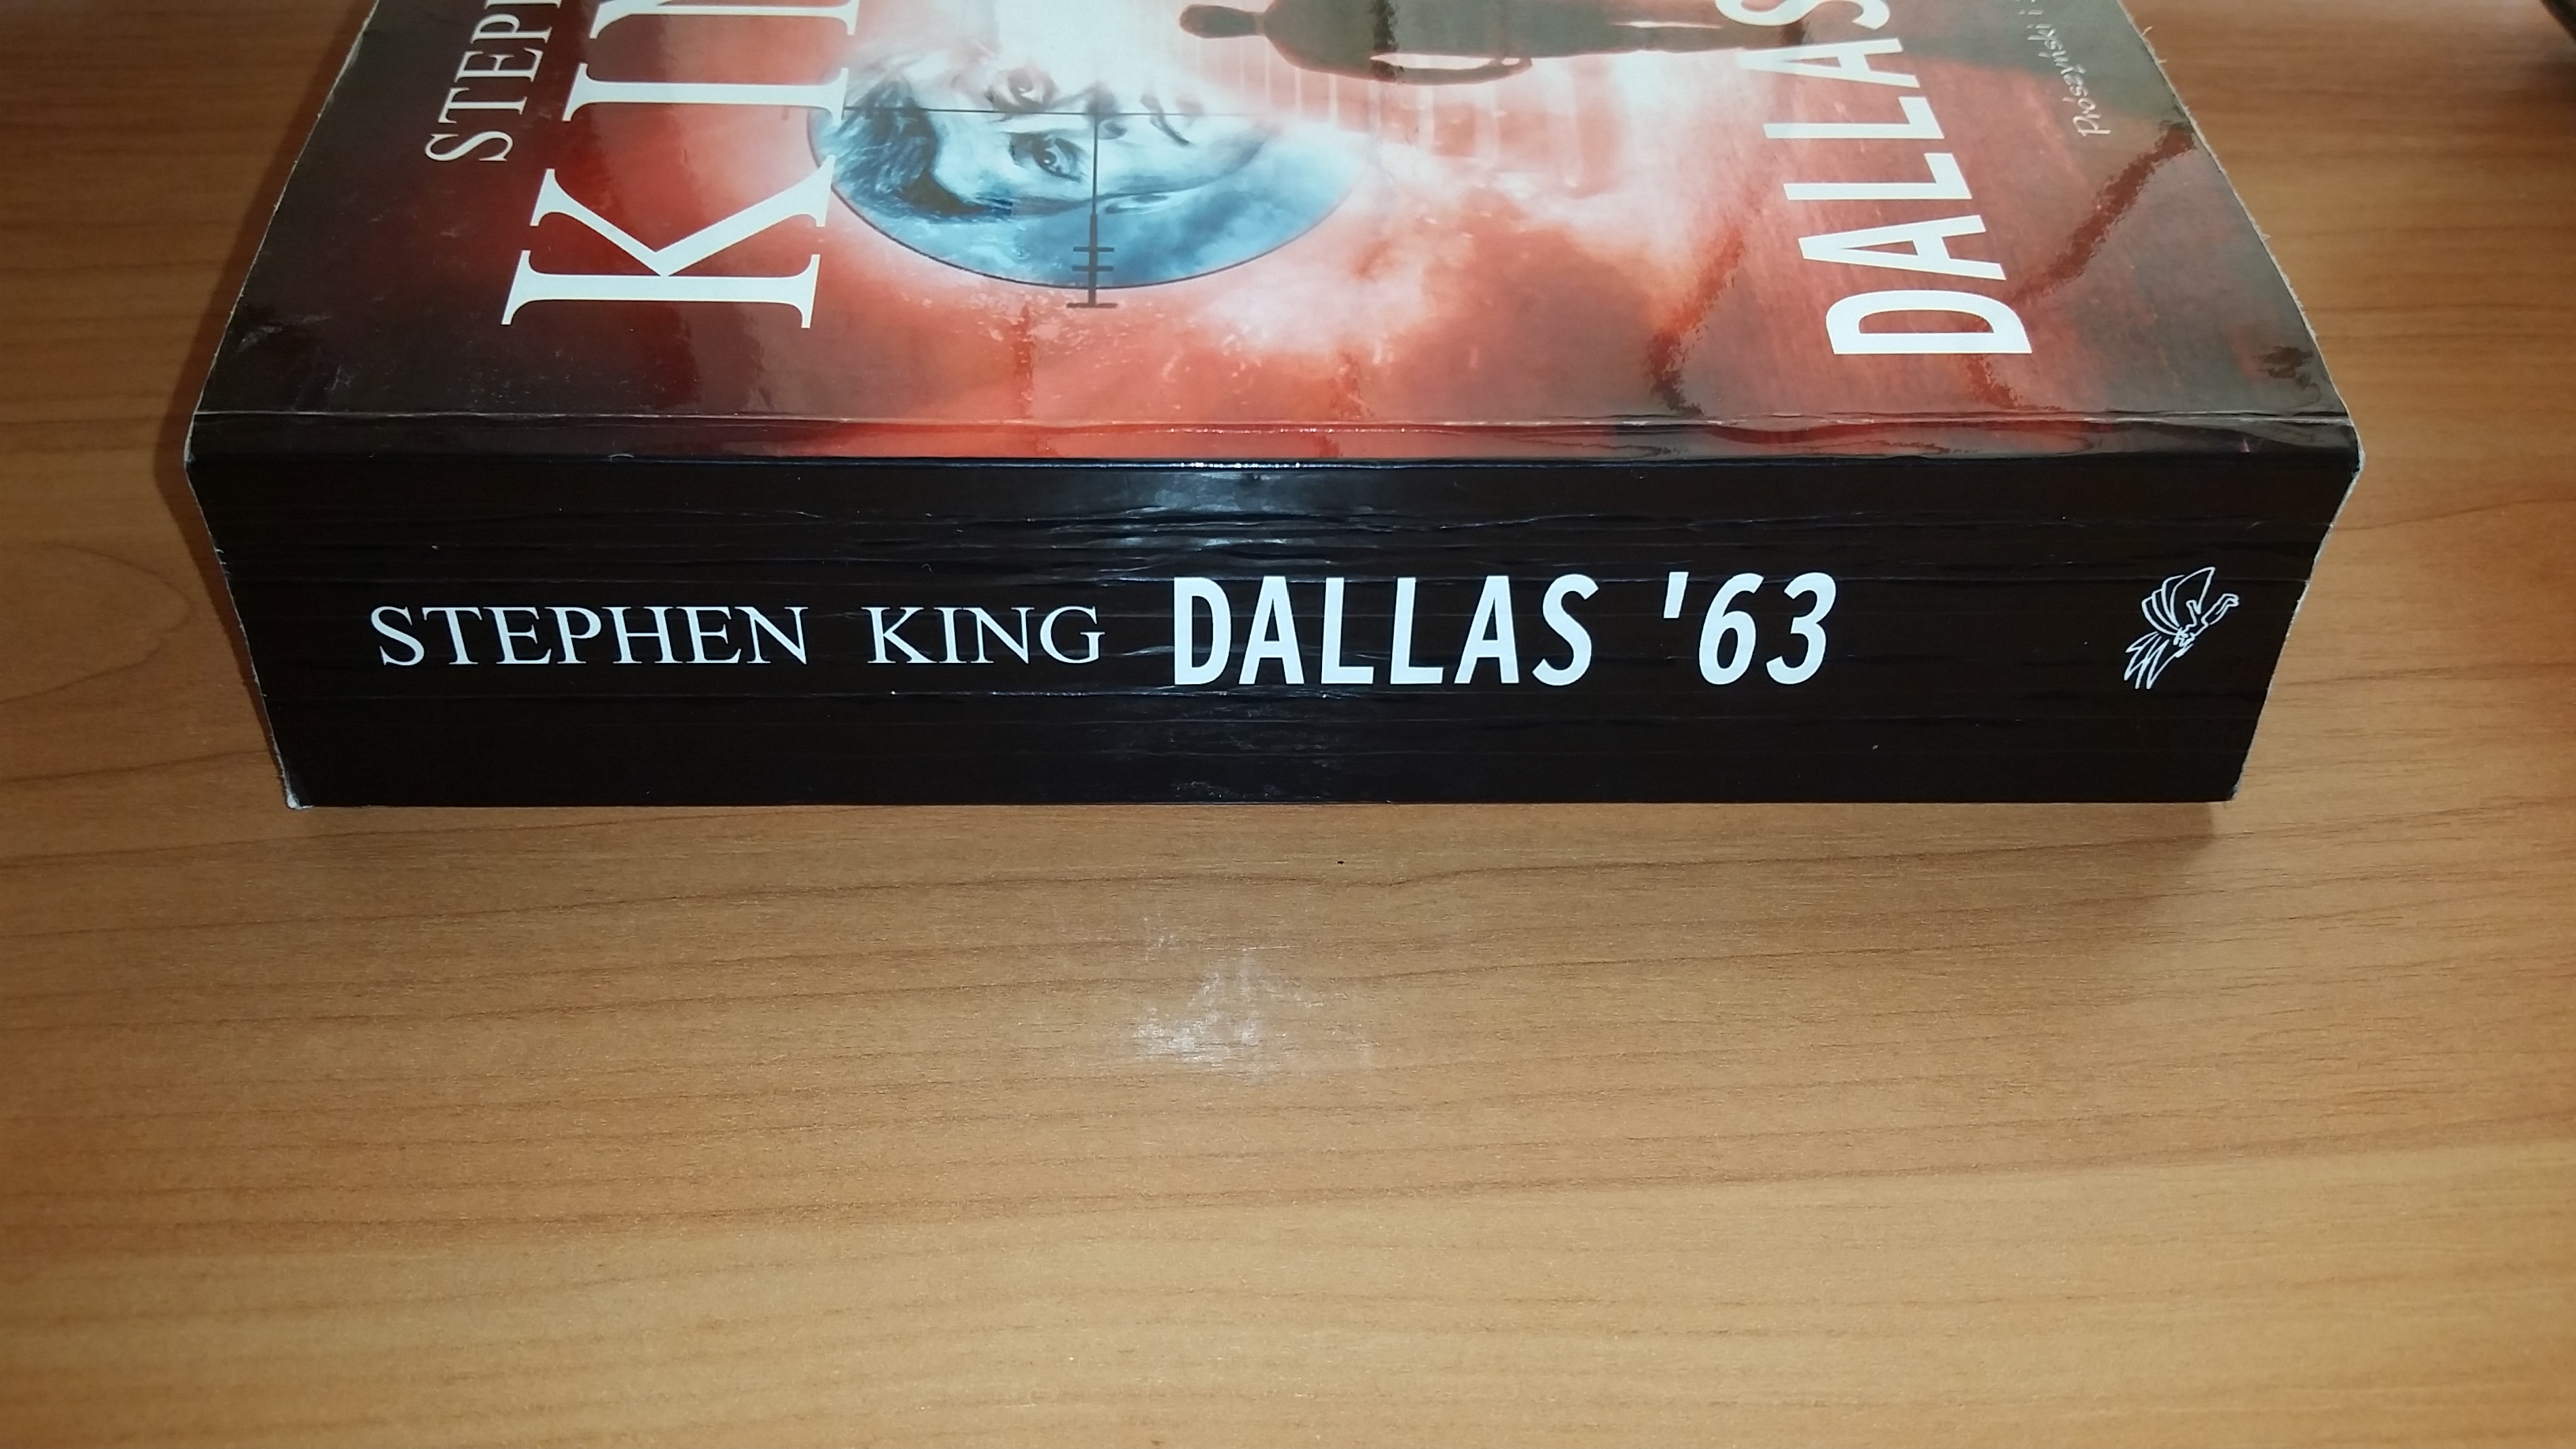 STEPH
KIN
DALLAS
Prószyński i
STEPHEN KING DALLAS '63